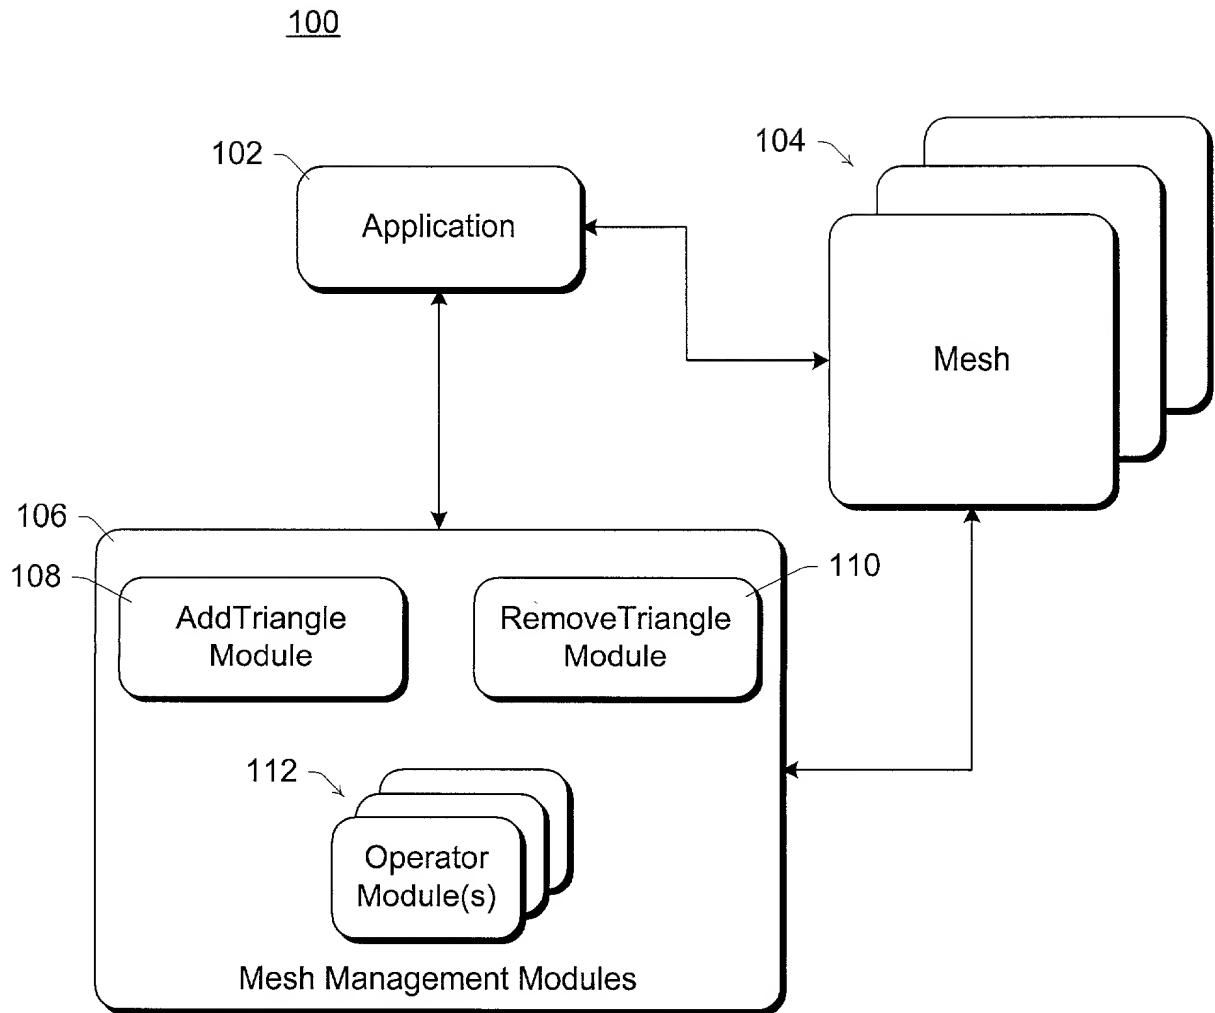 100
102
104
Application
Mesh
106
108
110
AddTriangle
Module
RemoveTriangle
Module
112
Operator
Module(s)
Mesh Management Modules